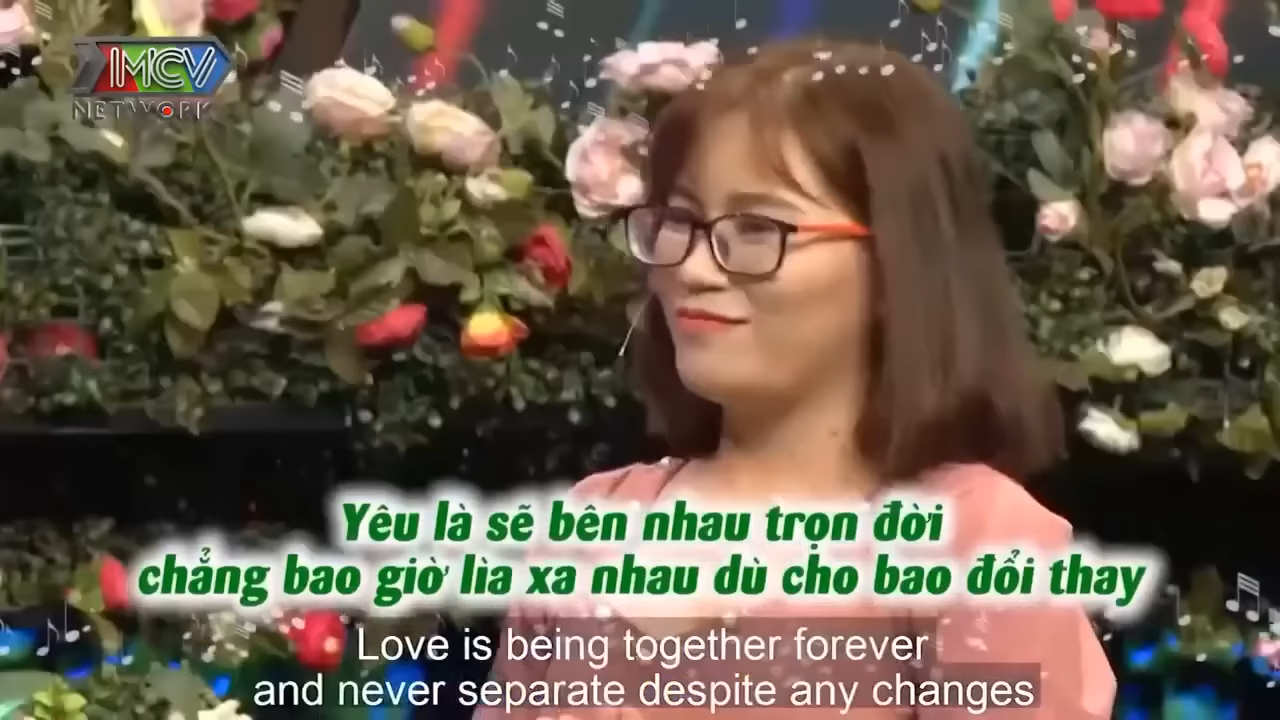 MCV
NETWORK
Yêu là sẽ bên nhau trọn đời
chẳng bao giờ lìa xa nhau dù cho bao đổi thay
Love is being together forever
and never separate despite any changes